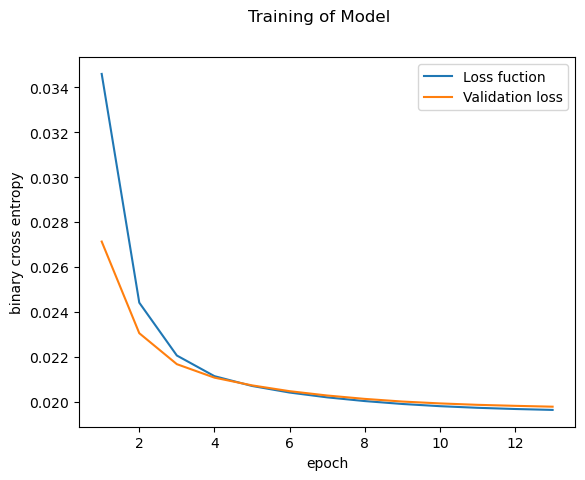 Training of Model
Loss fuction
Validation loss
0.034
0.032
0.030
0.028
0.026
0.024
0.022
0.020
binary cross entropy
2
4
6
8
10
12
epoch